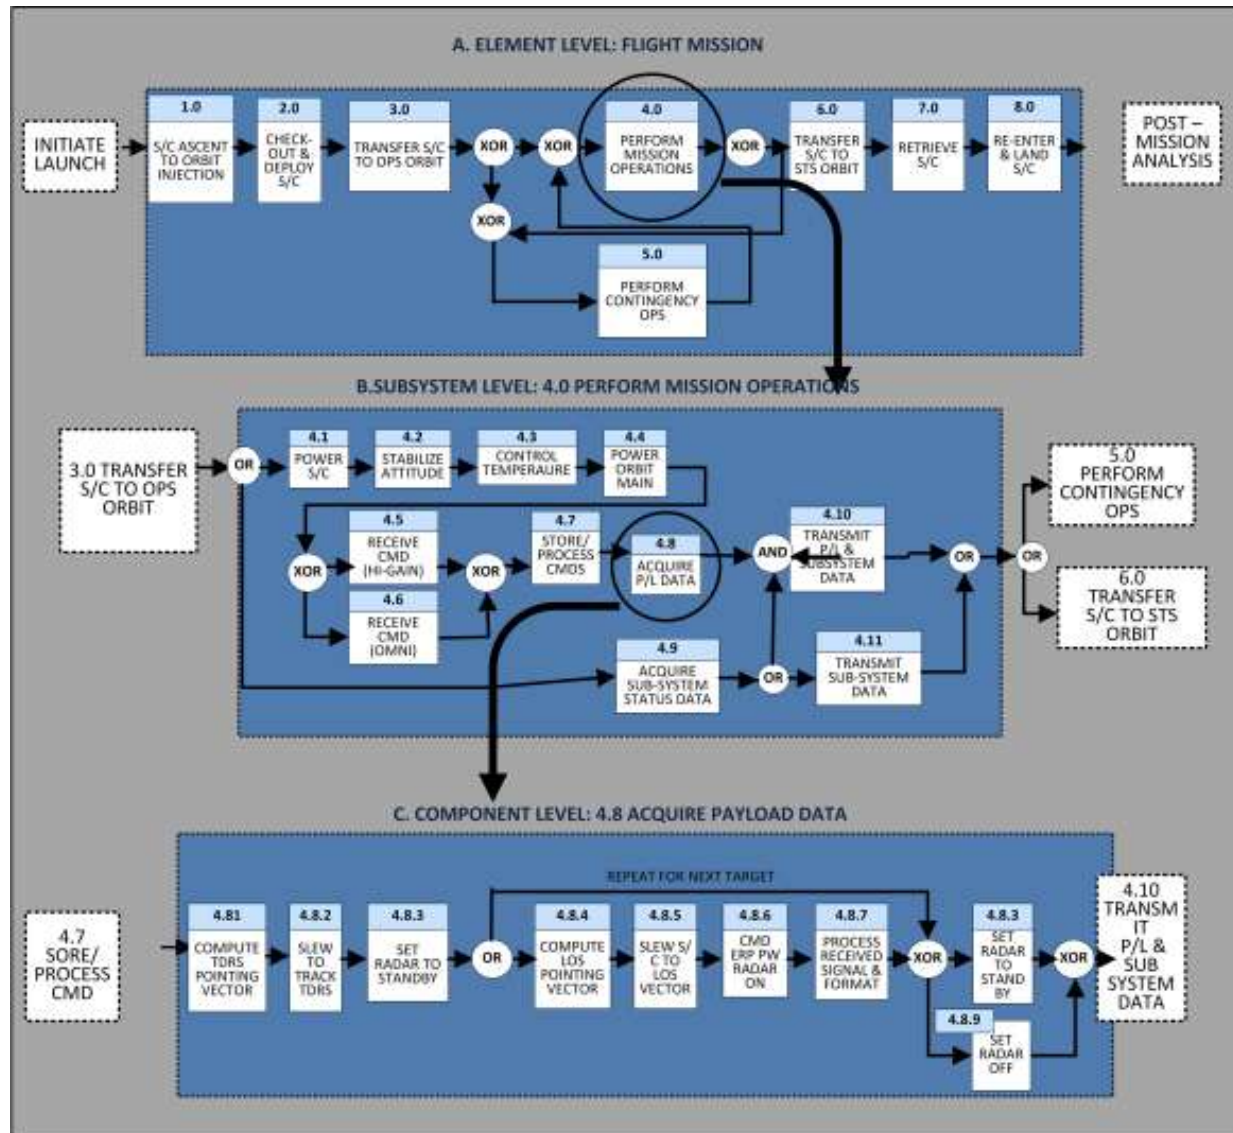 A. ELEMENT LEVEL: FLIGHT MISSION
INITIATE
LAUNCH
1.0
S/C ASCENT
TO ORBIT
INJECTION
2.0
CHECK-
OUT &
DEPLOY
S/C
3.0
TRANSFER S/C
TO OPS ORBIT
XOR
XOR
4.0
PERFORM
MISSION
OPERATIONS
XOR
6.0
TRANSFER
S/C TO
STS ORBIT
7.0
RETRIEVE
S/C
8.0
RE-ENTER
& LAND
S/C
POST –
MISSION
ANALYSIS
XOR
5.0
PERFORM
CONTINGENCY
OPS
B.SUBSYSTEM LEVEL: 4.0 PERFORM MISSION OPERATIONS
3.0 TRANSFER
S/C TO OPS
ORBIT
OR
4.1
POWER
S/C
4.2
STABILIZE
ATTITUDE
4.3
CONTROL
TEMPERAURE
4.4
POWER
ORBIT
MAIN
XOR
4.5
RECEIVE
CMD
(HI-GAIN)
4.6
RECEIVE
CMD
(OMNI)
XOR
4.7
STORE/
PROCESS
CMDS
4.8
ACQUIRE
P/L DATA
AND
4.10
TRANSMIT
P/L &
SUBSYSTEM
DATA
OR
4.9
ACQUIRE
SUB-SYSTEM
STATUS DATA
OR
4.11
TRANSMIT
SUB-SYSTEM
DATA
OR
5.0
PERFORM
CONTINGENCY
OPS
6.0
TRANSFER
S/C TO STS
ORBIT
C. COMPONENT LEVEL: 4.8 ACQUIRE PAYLOAD DATA
REPEAT FOR NEXT TARGET
4.7
SORE/
PROCESS
CMD
4.81
COMPUTE
TDRS
POINTING
VECTOR
4.8.2
SLEW
TO
TRACK
TDRS
4.8.3
SET
RADAR TO
STANDBY
OR
4.8.4
COMPUTE
LOS
POINTING
VECTOR
4.8.5
SLEW S/
C TO LOS
VECTOR
4.8.6
CMD
ERP PW
RADAR
ON
4.8.7
PROCESS
RECEIVED
SIGNAL &
FORMAT
XOR
4.8.3
SET
RADAR
TO
STAND
BY
XOR
4.8.9
SET
RADAR
OFF
4.10
TRANSM
IT
P/L &
SUB
SYSTEM
DATA